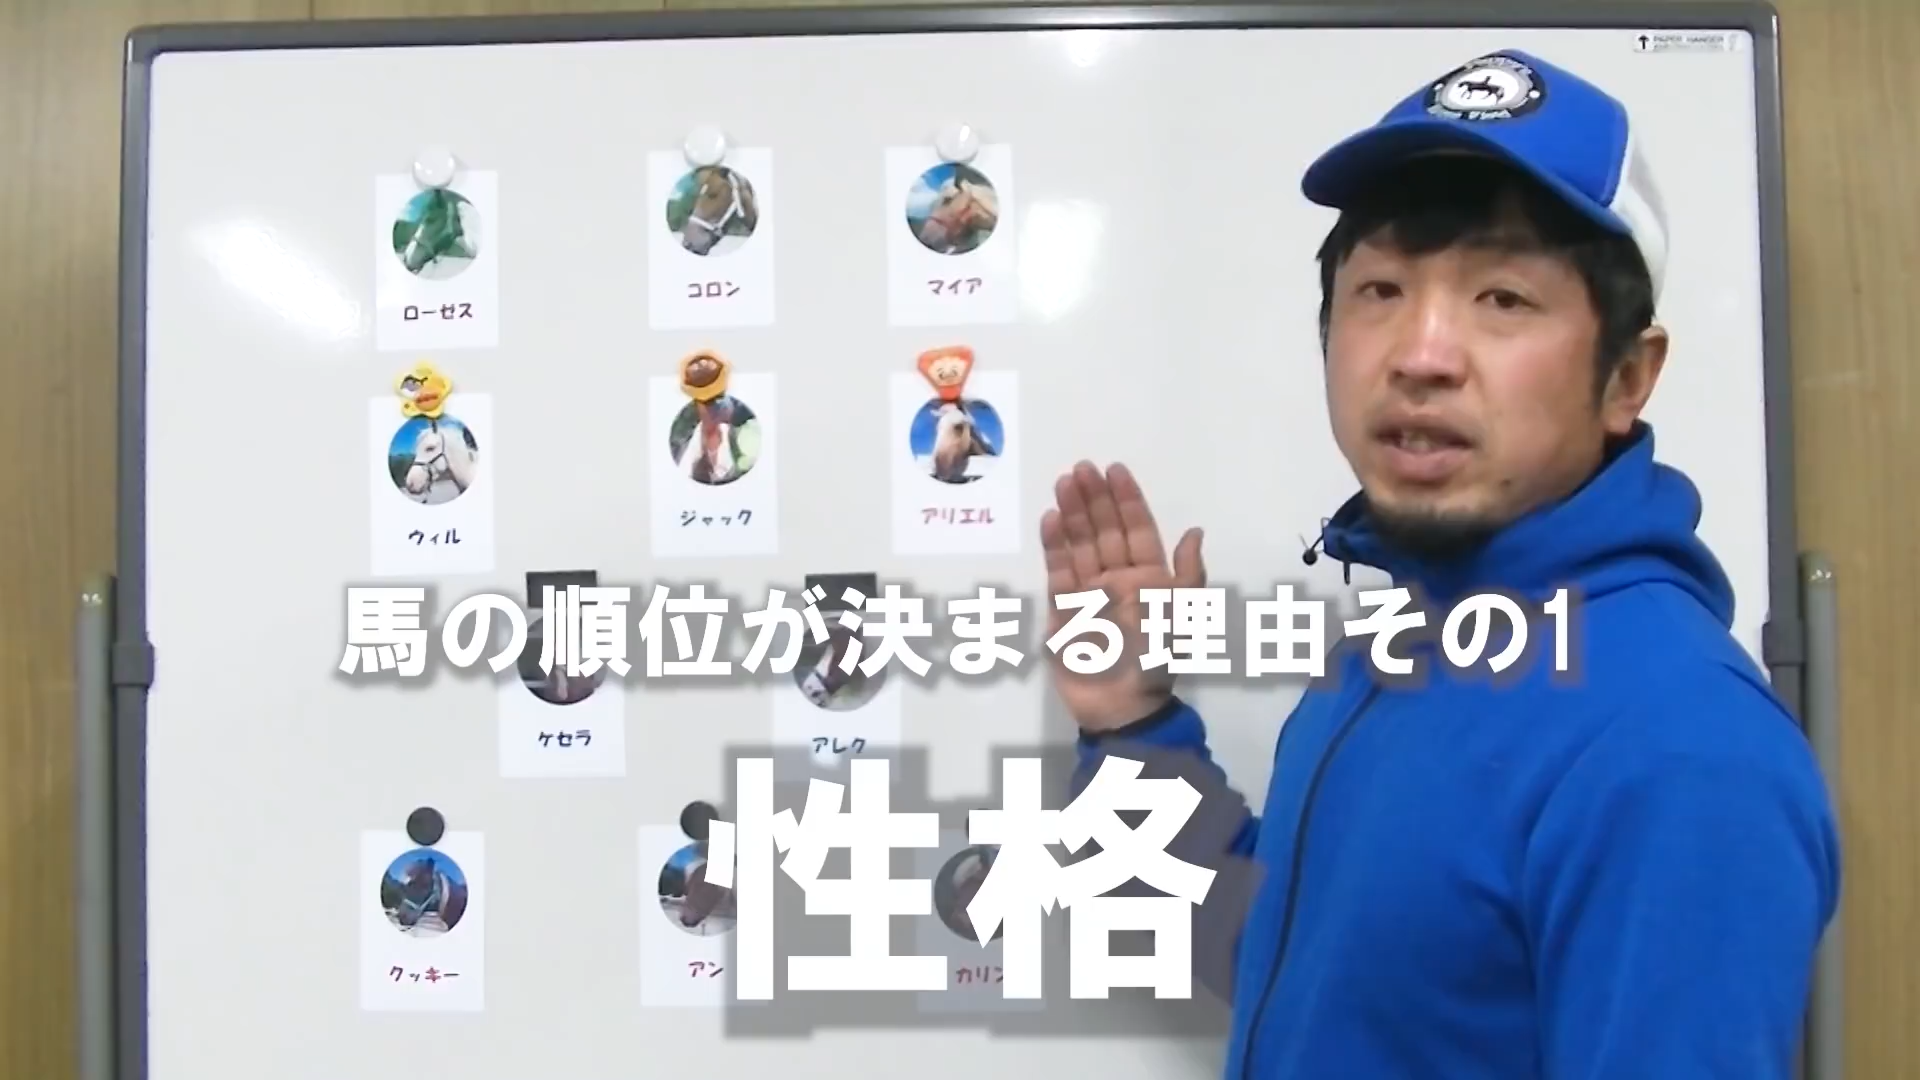 PAPER HANGER
ローゼス
コロン
マイア
ウィル
ジャック
アリエル
馬の順位が決まる理由その1
ケセラ
アレク
性格
クッキー
アン
カリン